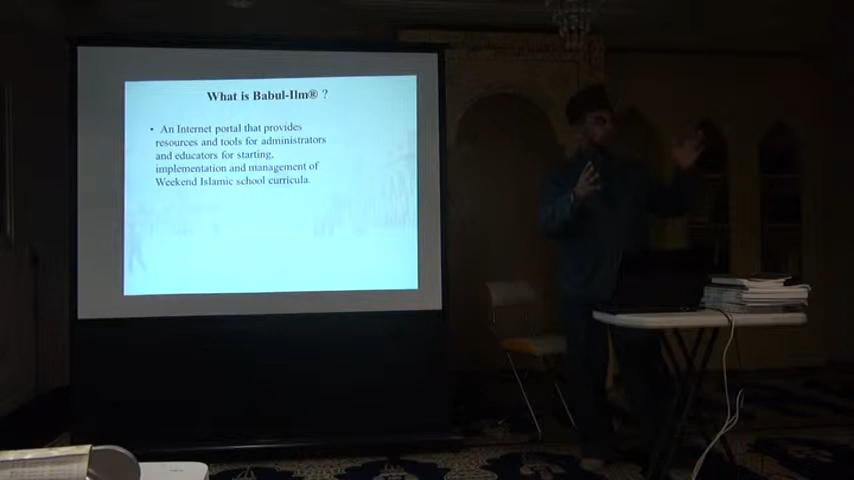 What is Babul-Ilm® ?
• An Internet portal that provides
resources and tools for administrators
and educators for starting,
implementation and management of
Weekend Islamic school curricula.